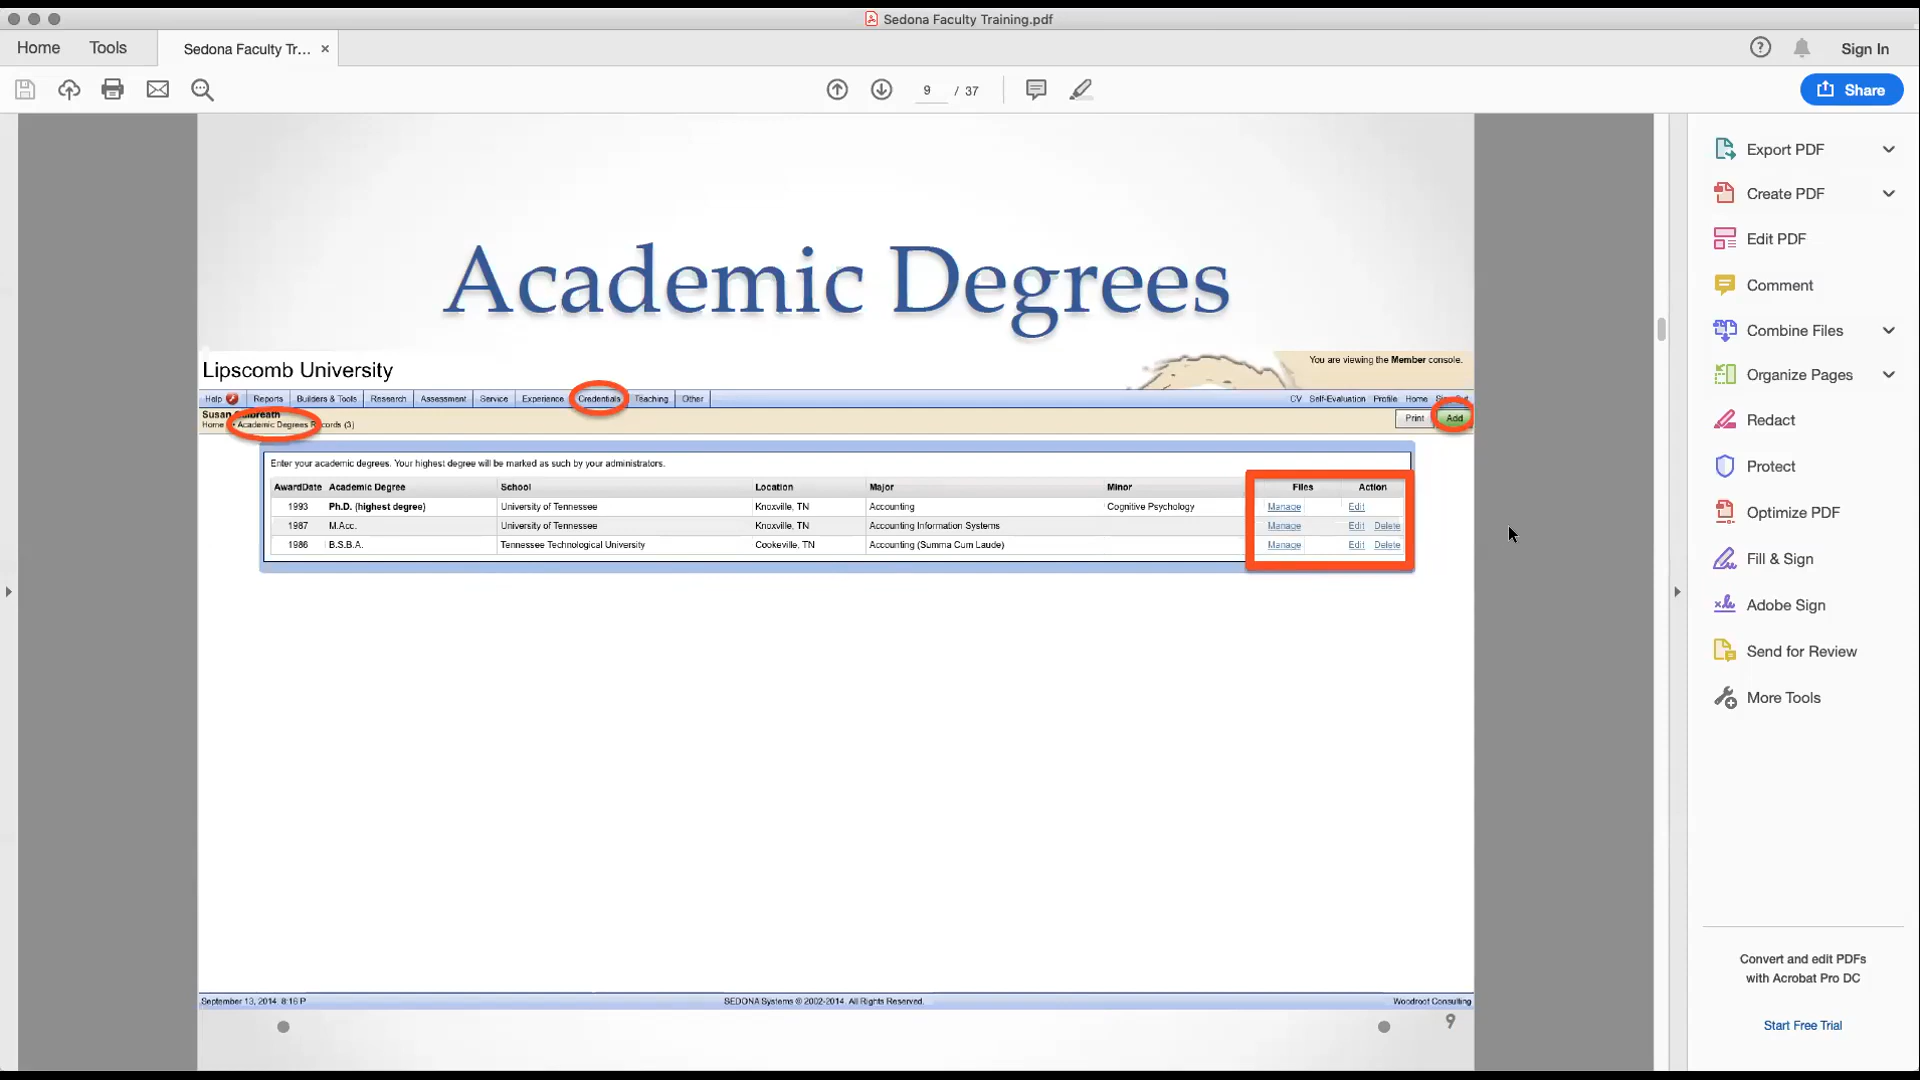 Sedona Faculty Training.pdf
Home Tools Sedona Faculty Tr... × Sign In
9 / 37 Share
Academic Degrees
Lipscomb University
You are viewing the Member console.
Help Reports Builders & Tools Research Assessment Service Experience Credentials Teaching Other CV Self-Evaluation Profile Home
Susan
Home Academic Degrees (3) Print Add
Enter your academic degrees. Your highest degree will be marked as such by your administrators.
AwardDate Academic Degree School Location Major Minor Files Action
1993 Ph.D. (highest degree) University of Tennessee Knoxville, TN Accounting Cognitive Psychology Manage Edit
1987 M.Acc. University of Tennessee Knoxville, TN Accounting Information Systems Manage Edit Delete
1986 B.S.B.A. Tennessee Technological University Cookeville, TN Accounting (Summa Cum Laude) Manage Edit Delete
September 13, 2014 8:16 P SEDONA Systems © 2002-2014. All Rights Reserved. Woodroot Consulting
9
Export PDF
Create PDF
Edit PDF
Comment
Combine Files
Organize Pages
Redact
Protect
Optimize PDF
Fill & Sign
Adobe Sign
Send for Review
More Tools
Convert and edit PDFs
with Acrobat Pro DC
Start Free Trial